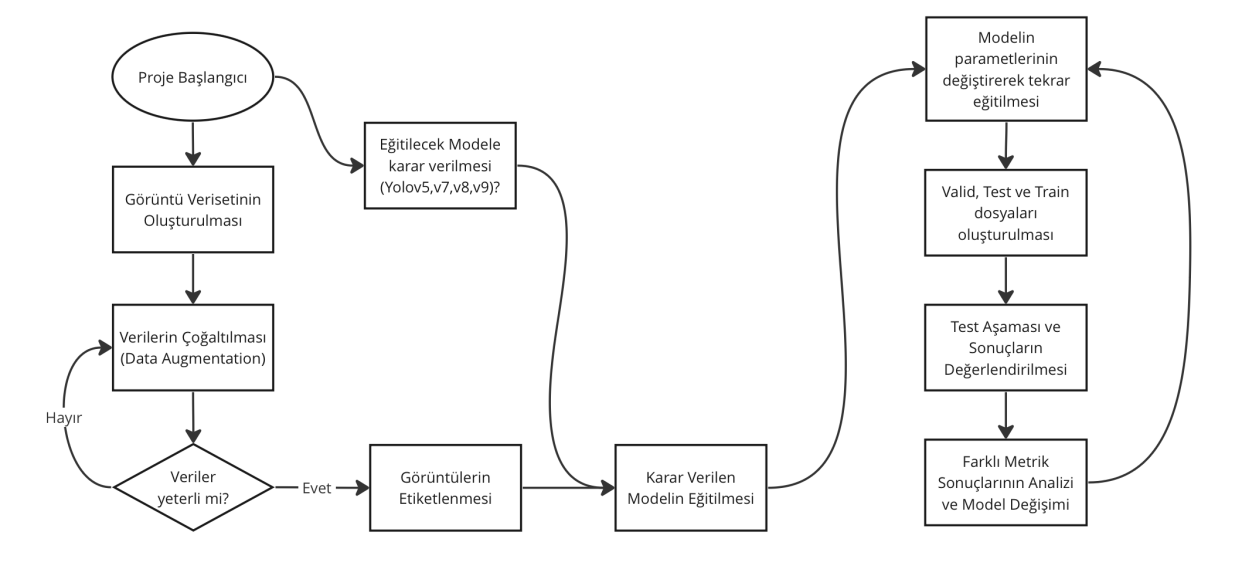 Proje Başlangıcı
Görüntü Verisetinin
Oluşturulması
Verilerin Çoğaltılması
(Data Augmentation)
Hayır
Veriler
yeterli mi?
Evet
Görüntülerin
Etiketlenmesi
Eğitilecek Modele
karar verilmesi
(Yolov5,v7,v8,v9)?
Karar Verilen
Modelin Eğitilmesi
Modelin
parametlerinin
değiştirerek tekrar
eğitilmesi
Valid, Test ve Train
dosyaları
oluşturulması
Test Aşaması ve
Sonuçların
Değerlendirilmesi
Farklı Metrik
Sonuçlarının Analizi
ve Model Değişimi